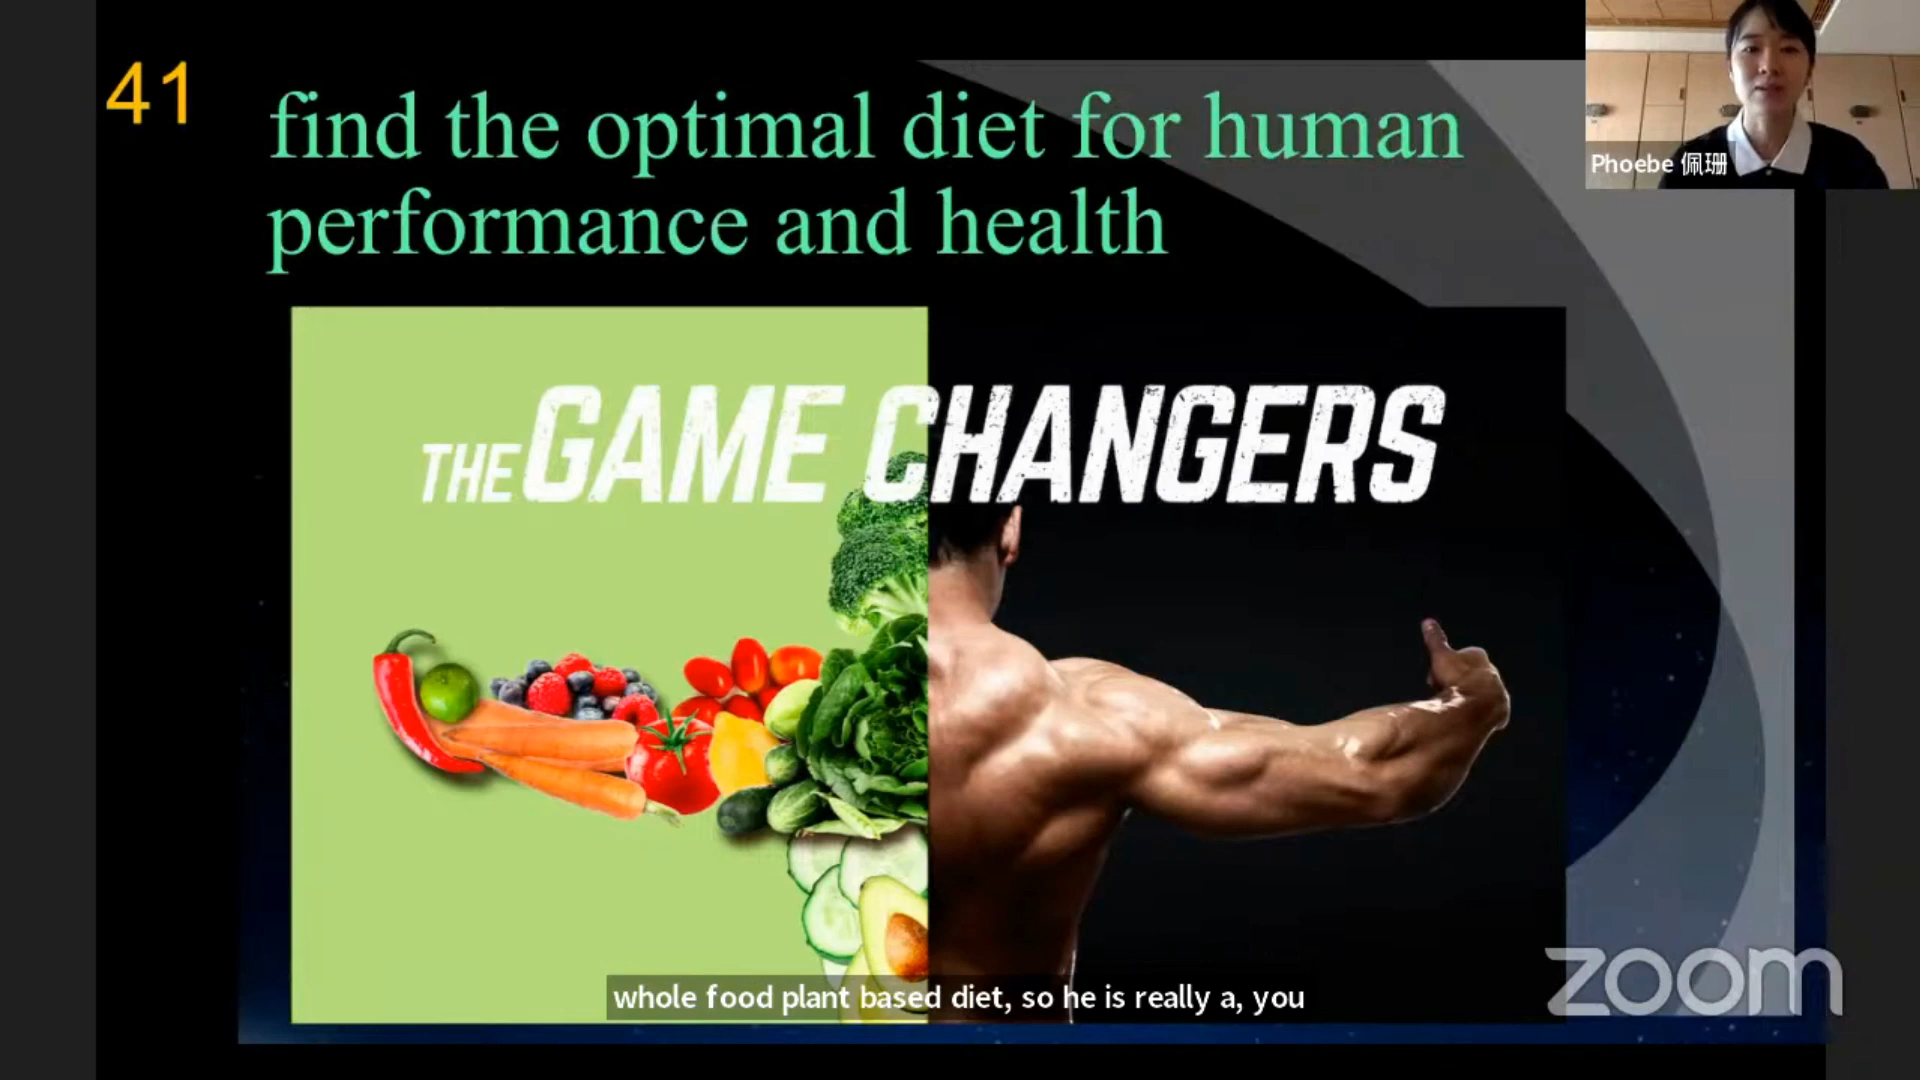 41
find the optimal diet for human
performance and health
Phoebe 佩珊
THE GAME CHANGERS
whole food plant based diet, so he is really a, you
zoom